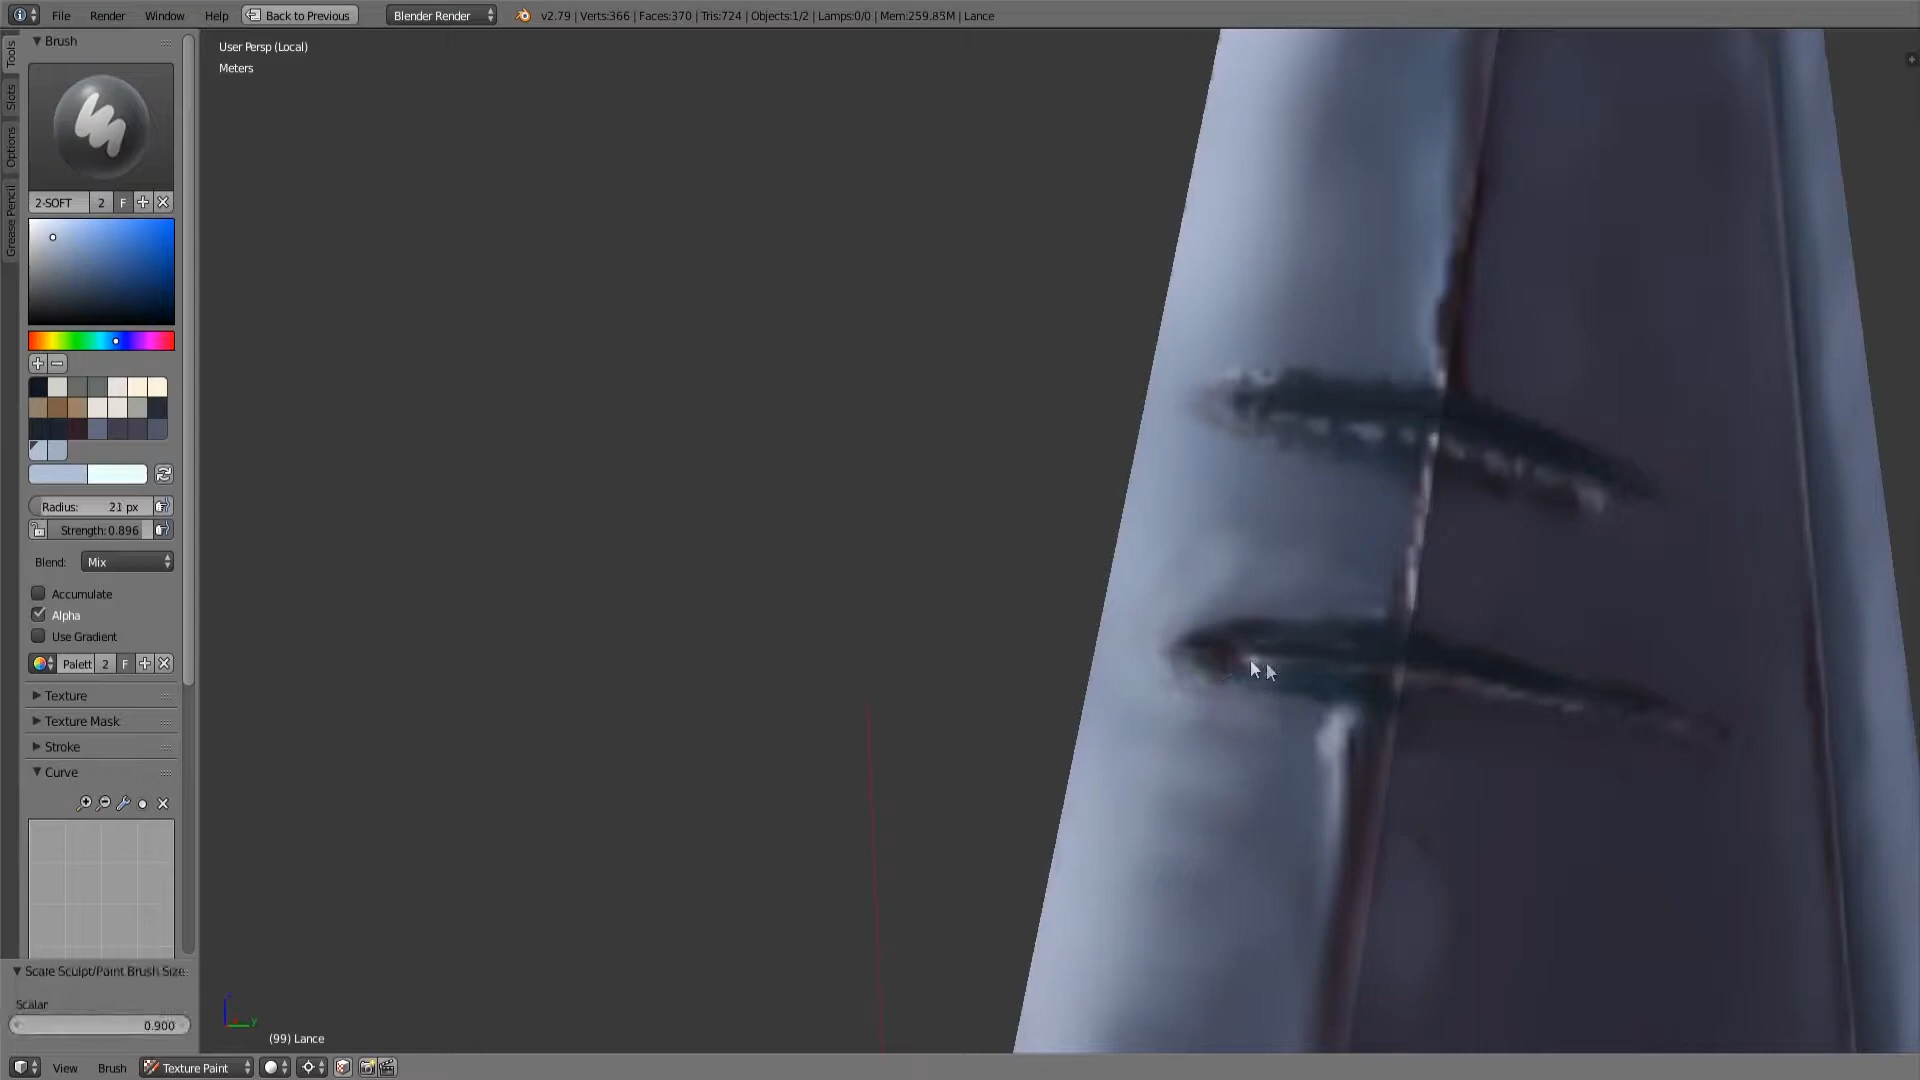 File Render Window Help Back to Previous Blender Render v2.79 | Verts:366 | Faces:370 | Tris:724 | Objects:1/2 | Lamps:0/0 | Mem:259.85M | Lance
Tools
Slots
Options
Grease Pencil
Brush
User Persp (Local)
Meters
2-SOFT 2 F
Radius: 21 px
Strength: 0.896
Blend: Mix
Accumulate
Alpha
Use Gradient
Palett 2 F
Texture
Texture Mask
Stroke
Curve
Scale Sculpt/Paint Brush Size
Scalar
0.900
y
(99) Lance
View Brush Texture Paint